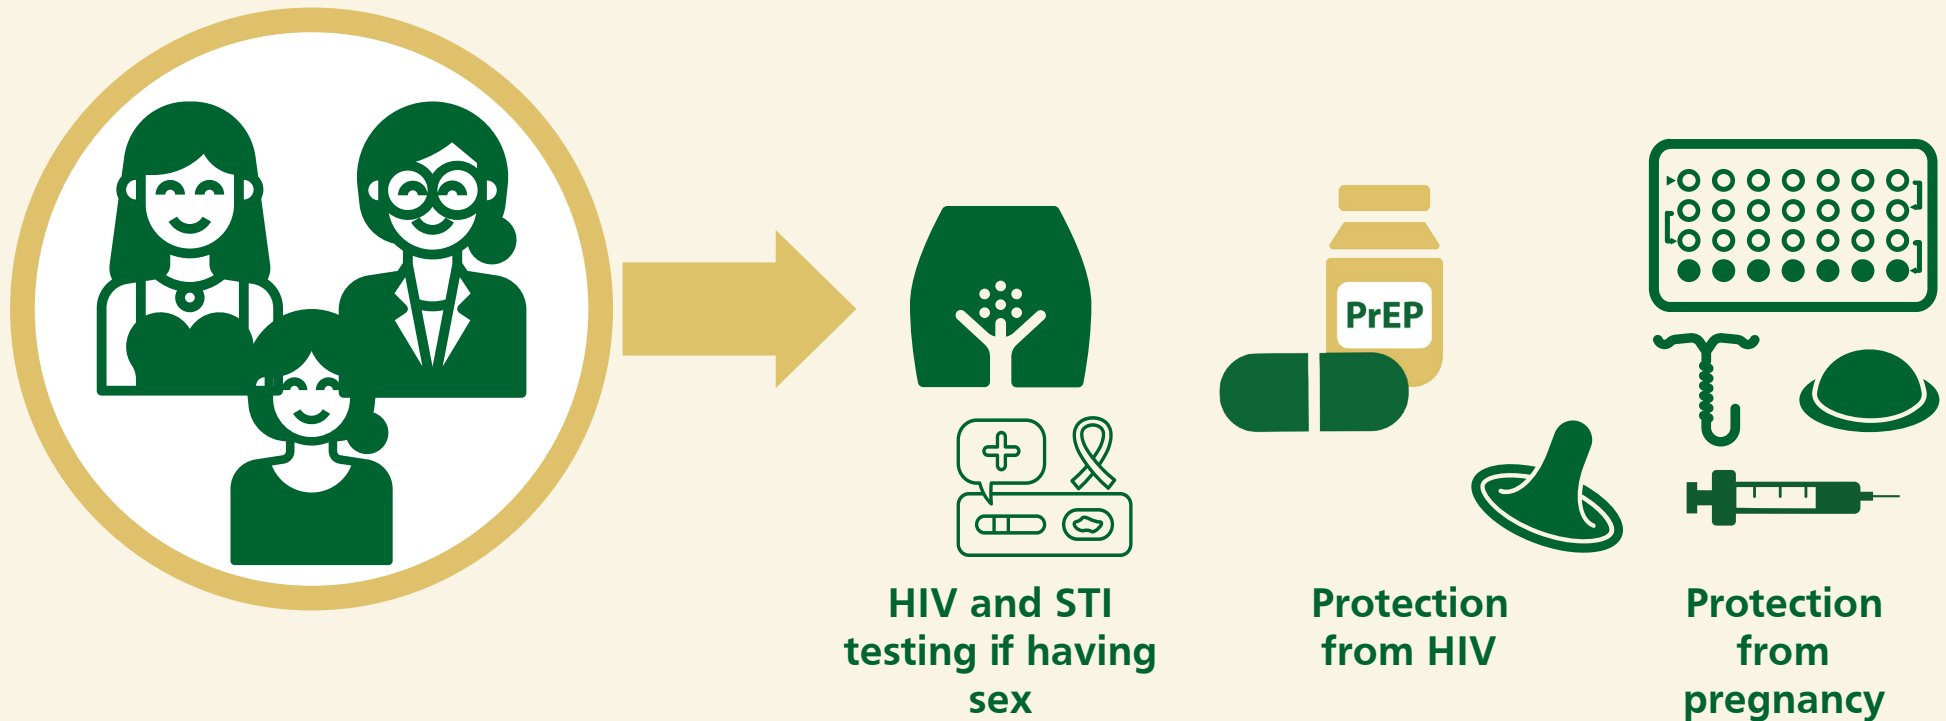 PrEP
HIV and STI
testing if having
sex
Protection
from HIV
Protection
from
pregnancy